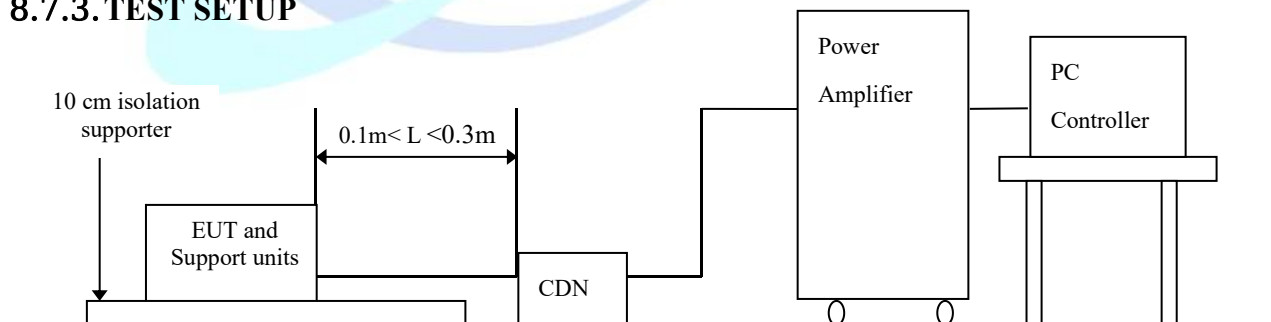 8.7.3. TEST SETUP
10 cm isolation
supporter
0.1m< L <0.3m
EUT and
Support units
CDN
Power
Amplifier
PC
Controller